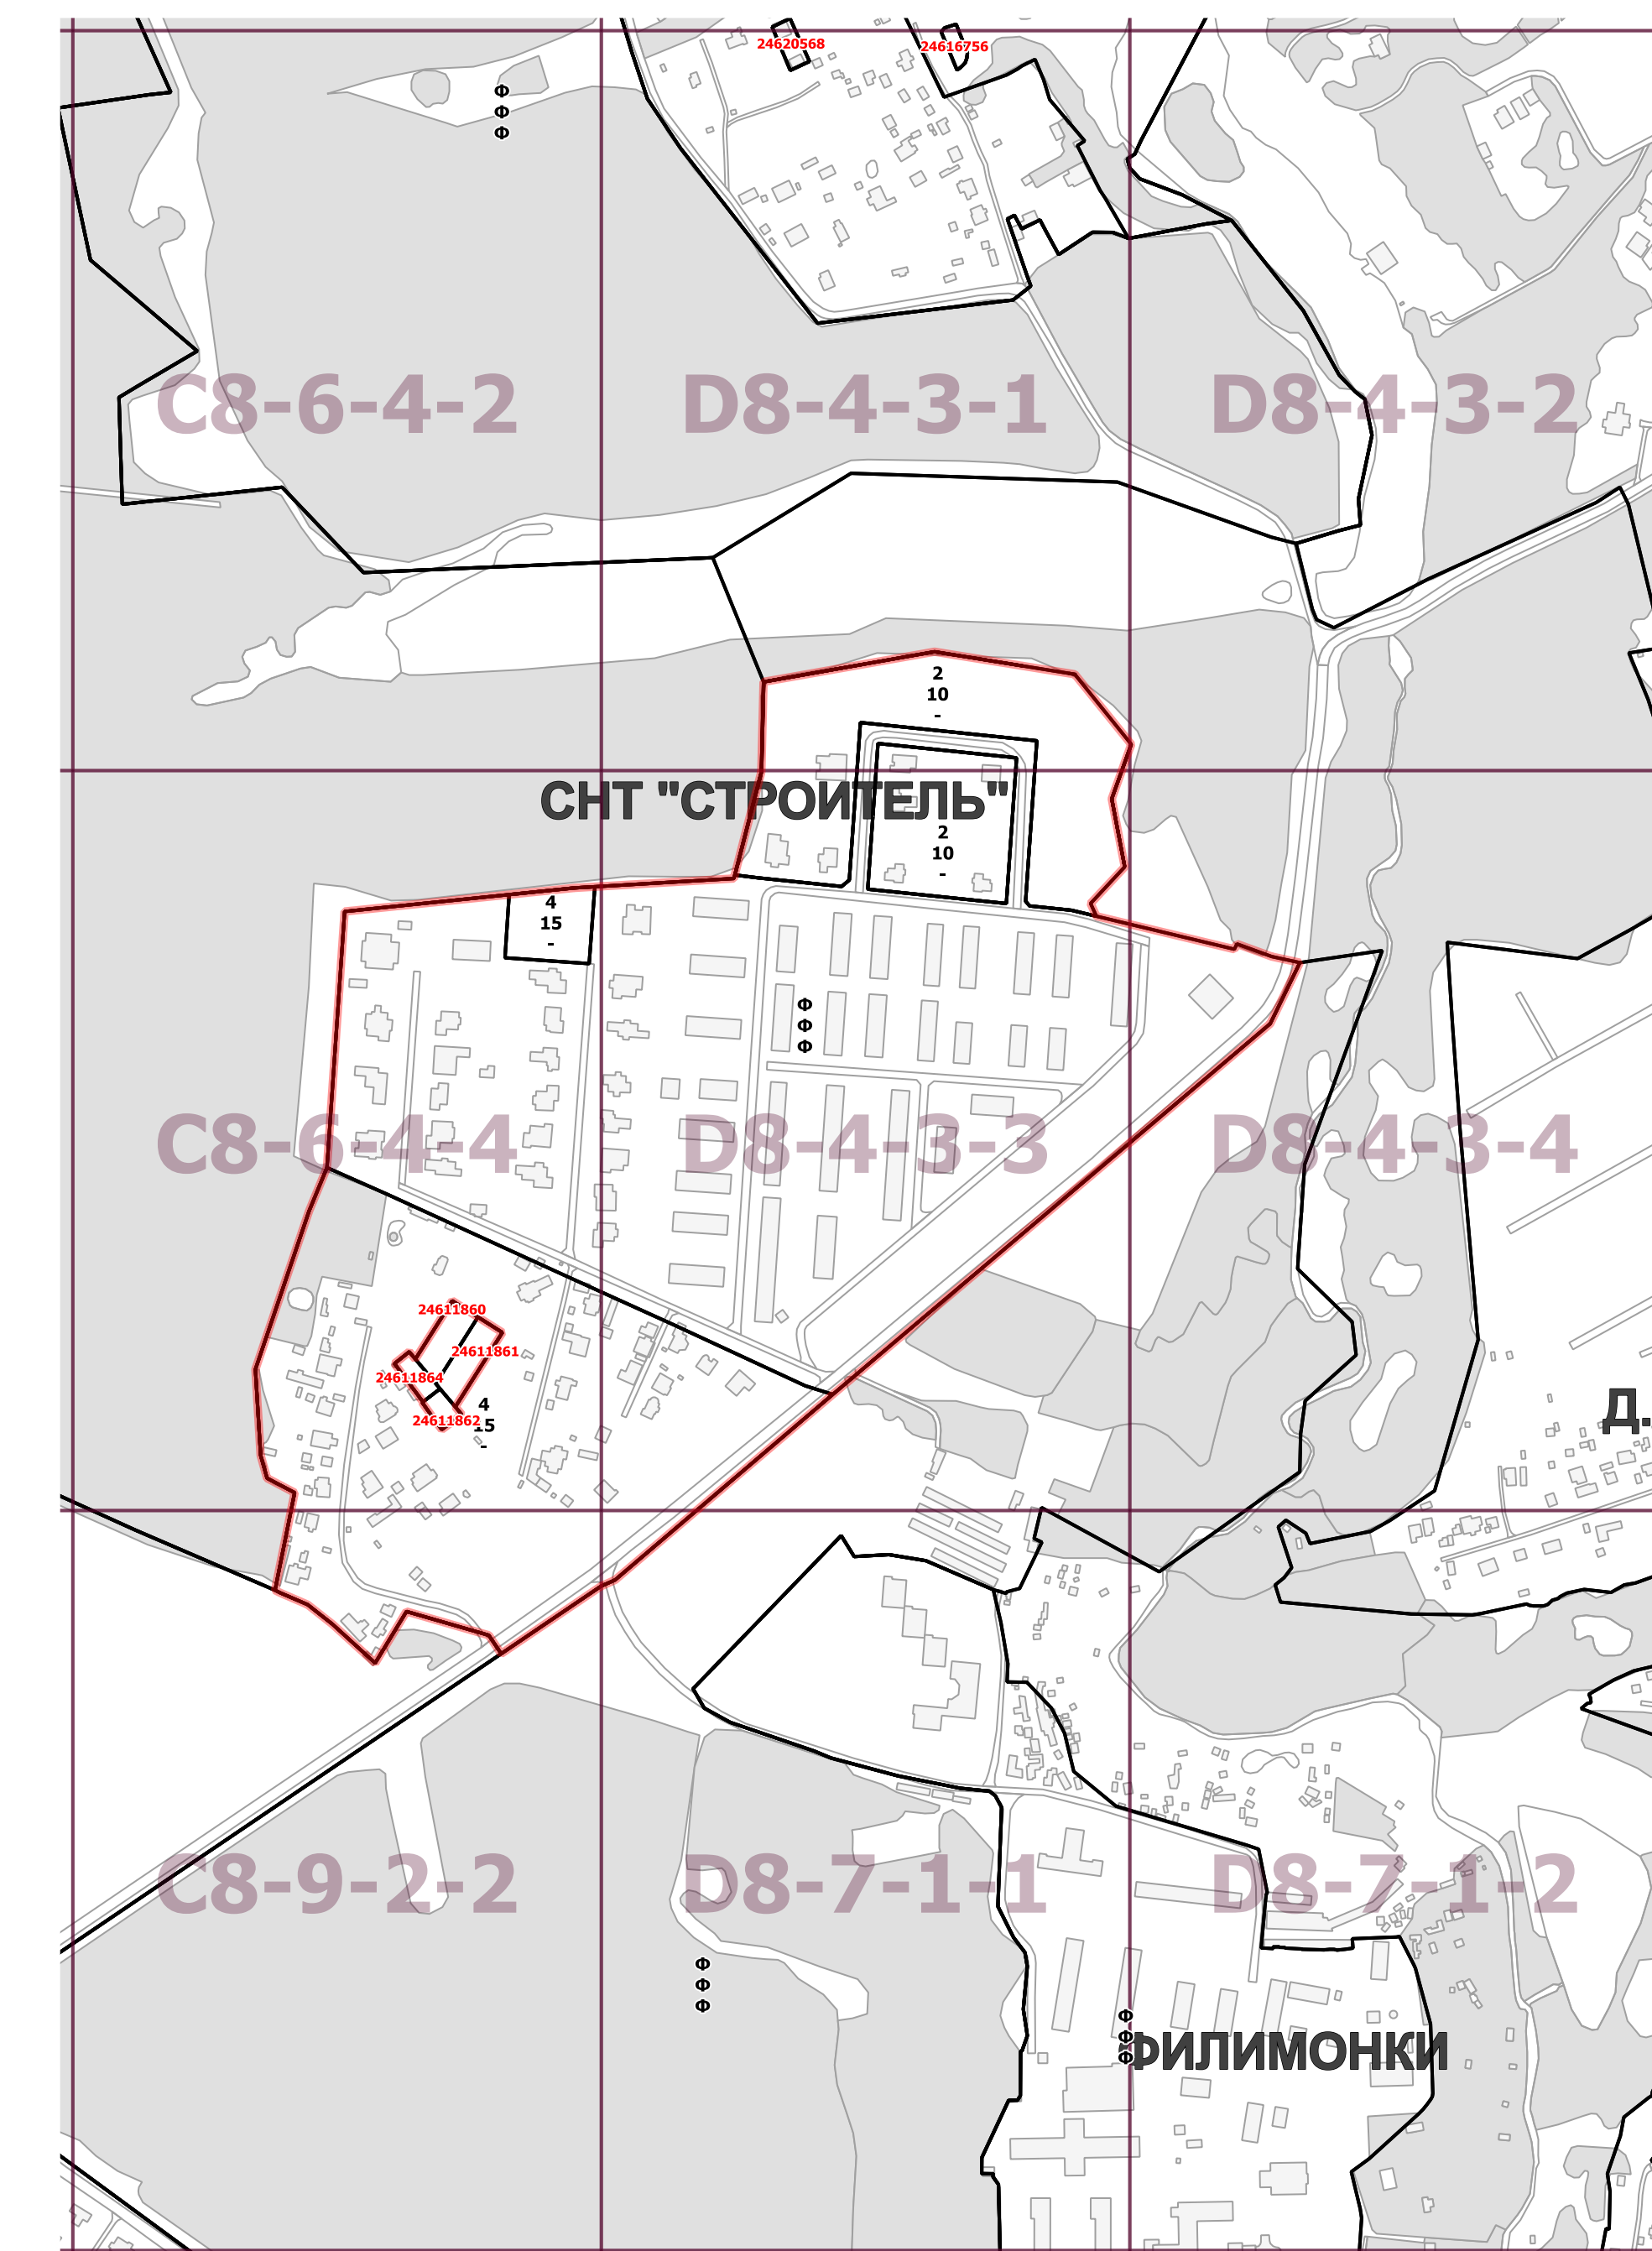 24620568
24616756
Ф
Ф
Ф
C8-6-4-2
D8-4-3-1
D8-4-3-2
2
10
-
СНТ "СТРОИТЕЛЬ"
2
10
-
4
15
-
Ф
Ф
Ф
C8-6-4-4
D8-4-3-3
D8-4-3-4
24611860
24611861
24611864
24611862
4
15
-
Д.
C8-9-2-2
D8-7-1-1
D8-7-1-2
Ф
Ф
Ф
Ф
Ф
Ф
ФИЛИМОНКИ